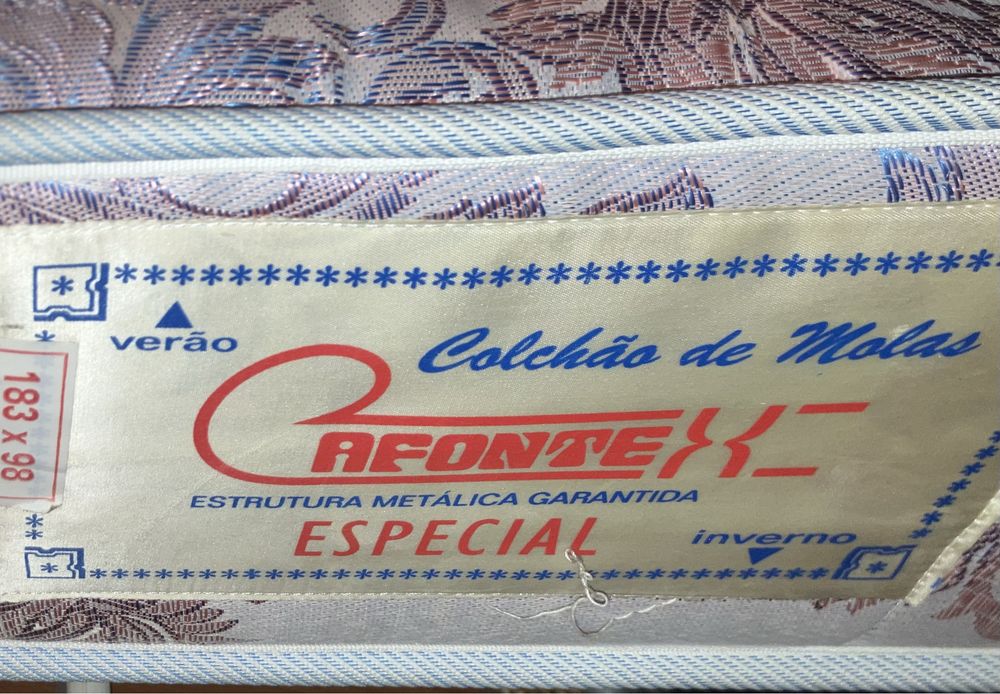 verão
Colchão de Molas
CAFONTEX
ESTRUTURA METÁLICA GARANTIDA
ESPECIAL
inverno
183 x 98